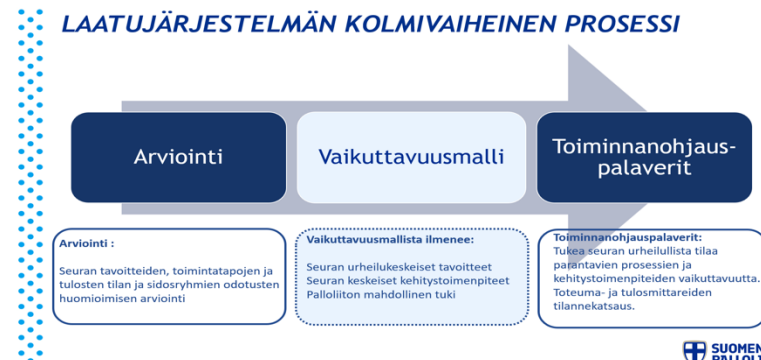 LAATUJÄRJESTELMÄN KOLMIVAIHEINEN PROSESSI
Arviointi
Vaikuttavuusmalli
Toiminnanohjaus-
palaverit
Arviointi :
Seuran tavoitteiden, toimintatapojen ja
tulosten tilan ja sidosryhmien odotusten
huomioimisen arviointi
Vaikuttavuusmallista ilmenee:
Seuran urheilukeskeiset tavoitteet
Seuran keskeiset kehitystoimenpiteet
Palloliiton mahdollinen tuki
Toiminnanohjauspalaverit:
Tukea seuran urheilullista tilaa
parantavien prosessien ja
kehitystoimenpiteiden vaikuttavuutta.
Toteuma- ja tulosmittareiden
tilannekatsaus.
SUOMEN